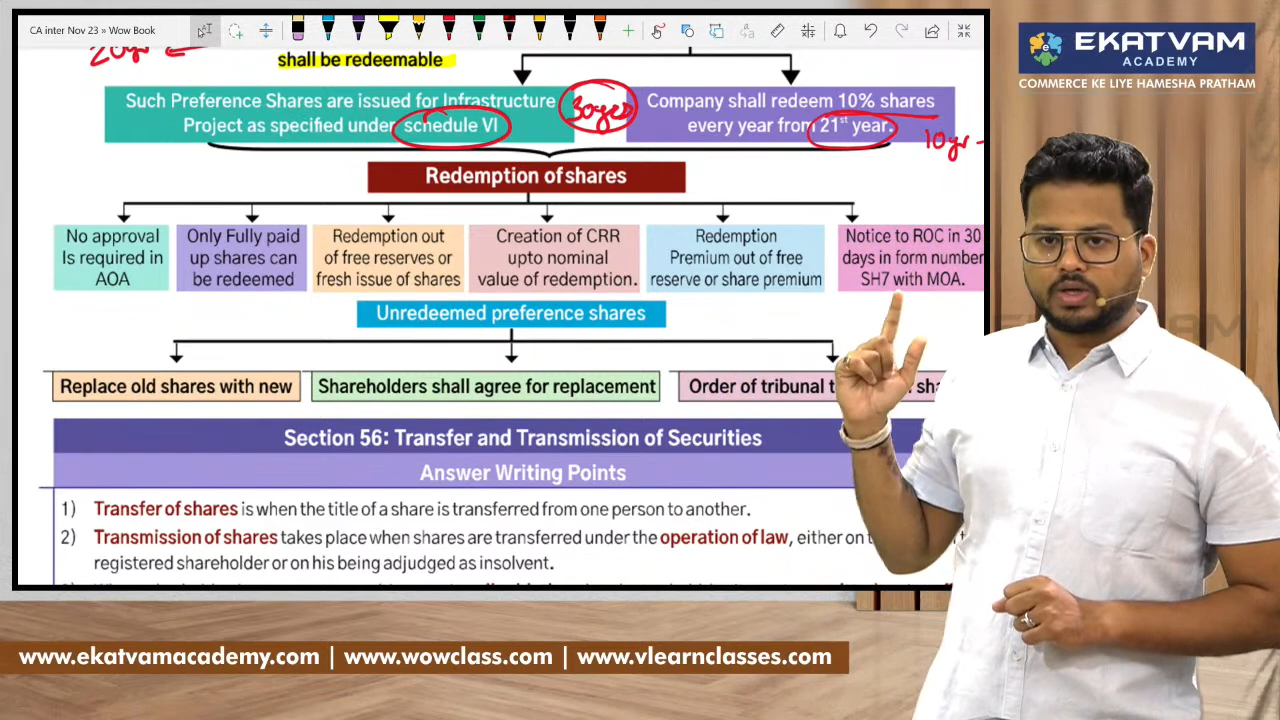 CA inter Nov 23 » Wow Book
EKATVAM
ACADEMY
COMMERCE KE LIYE HAMESHA PRATHAM
20yr
shall be redeemable
Such Preference Shares are issued for Infrastructure
Project as specified under schedule VI
30yrs
Company shall redeem 10% shares
every year from 21st year.
10yr
Redemption of shares
No approval
Is required in
AOA
Only Fully paid
up shares can
be redeemed
Redemption out
of free reserves or
fresh issue of shares
Creation of CRR
upto nominal
value of redemption.
Redemption
Premium out of free
reserve or share premium
Notice to ROC in 30
days in form number
SH7 with MOA.
Unredeemed preference shares
Replace old shares with new
Shareholders shall agree for replacement
Order of tribunal
Section 56: Transfer and Transmission of Securities
Answer Writing Points
1) Transfer of shares is when the title of a share is transferred from one person to another.
2) Transmission of shares takes place when shares are transferred under the operation of law, either on
registered shareholder or on his being adjudged as insolvent.
www.ekatvamacademy.com | www.wowclass.com | www.vlearnclasses.com